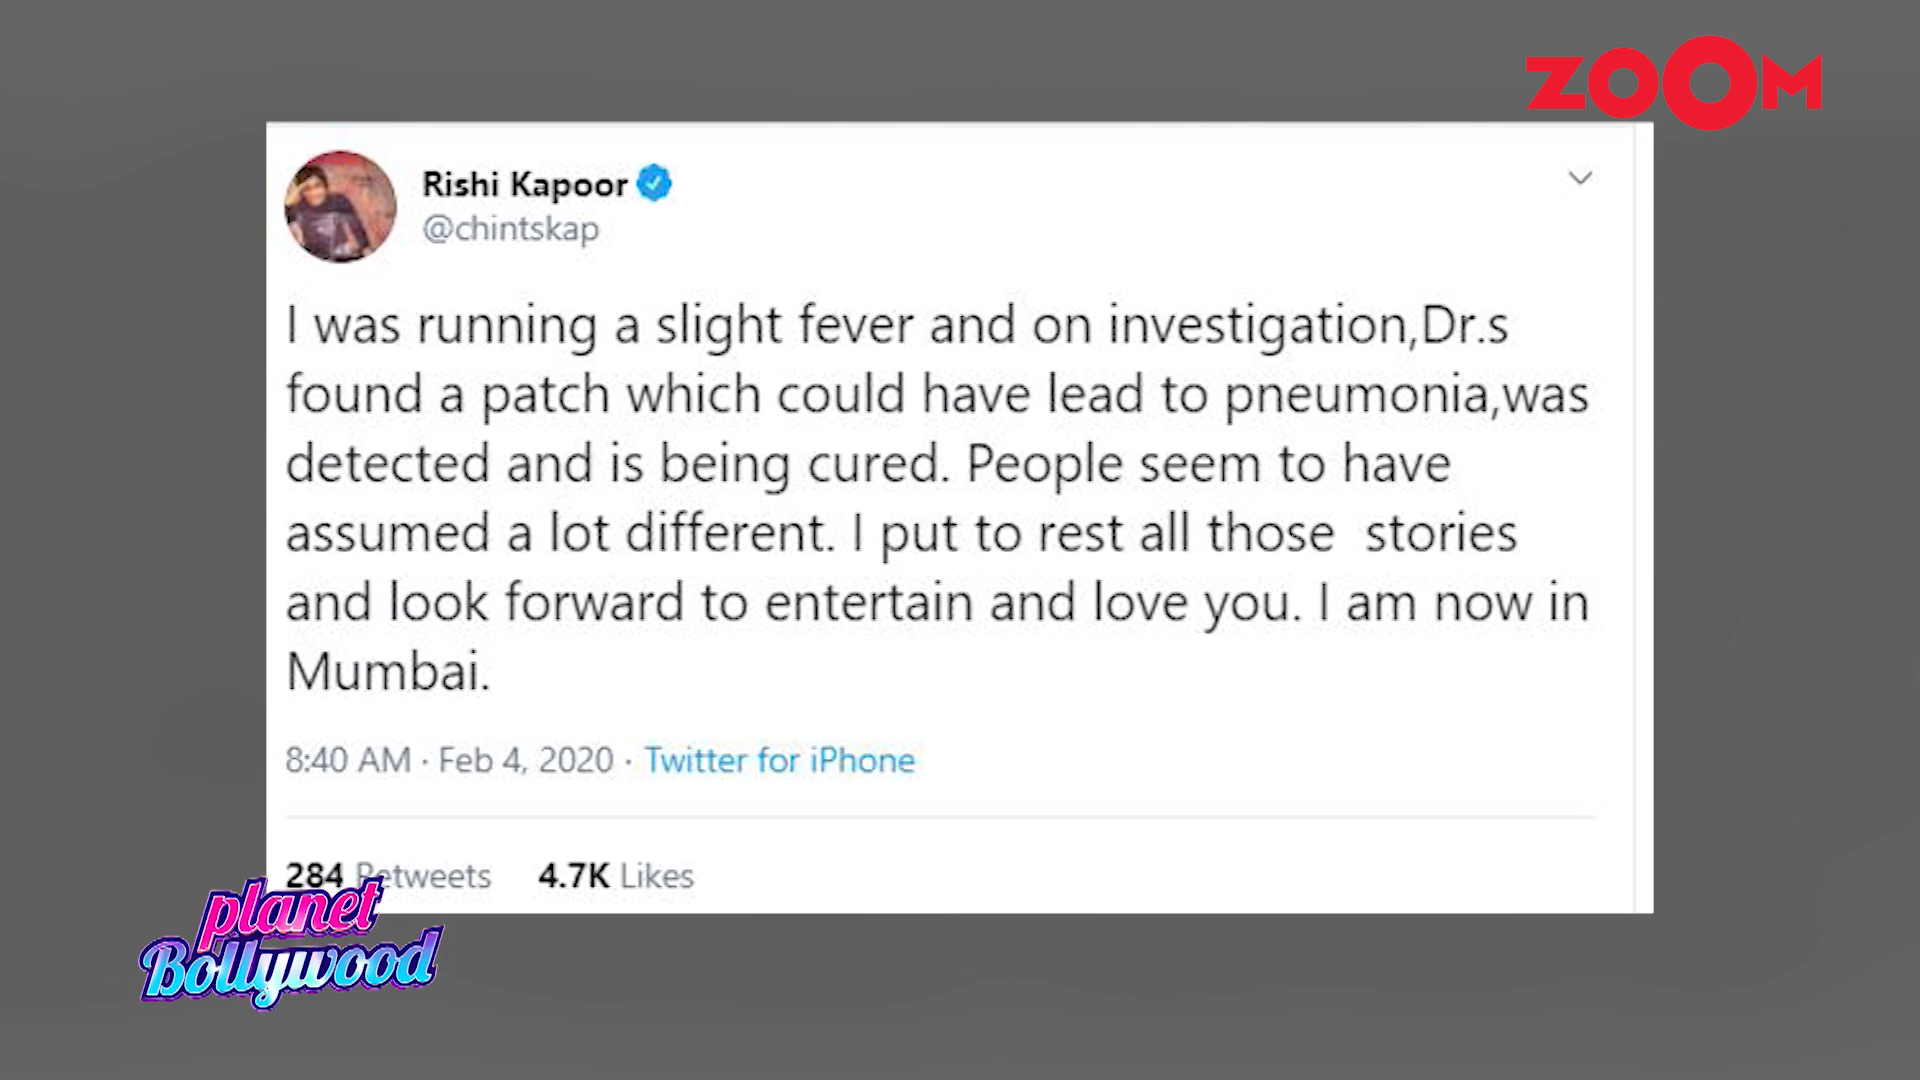 ZOOM
Rishi Kapoor
@chintskap
I was running a slight fever and on investigation,Dr.s
found a patch which could have lead to pneumonia,was
detected and is being cured. People seem to have
assumed a lot different. I put to rest all those  stories
and look forward to entertain and love you. I am now in
Mumbai.
8:40 AM · Feb 4, 2020 · Twitter for iPhone
284 Retweets 4.7K Likes
planet
Bollywood